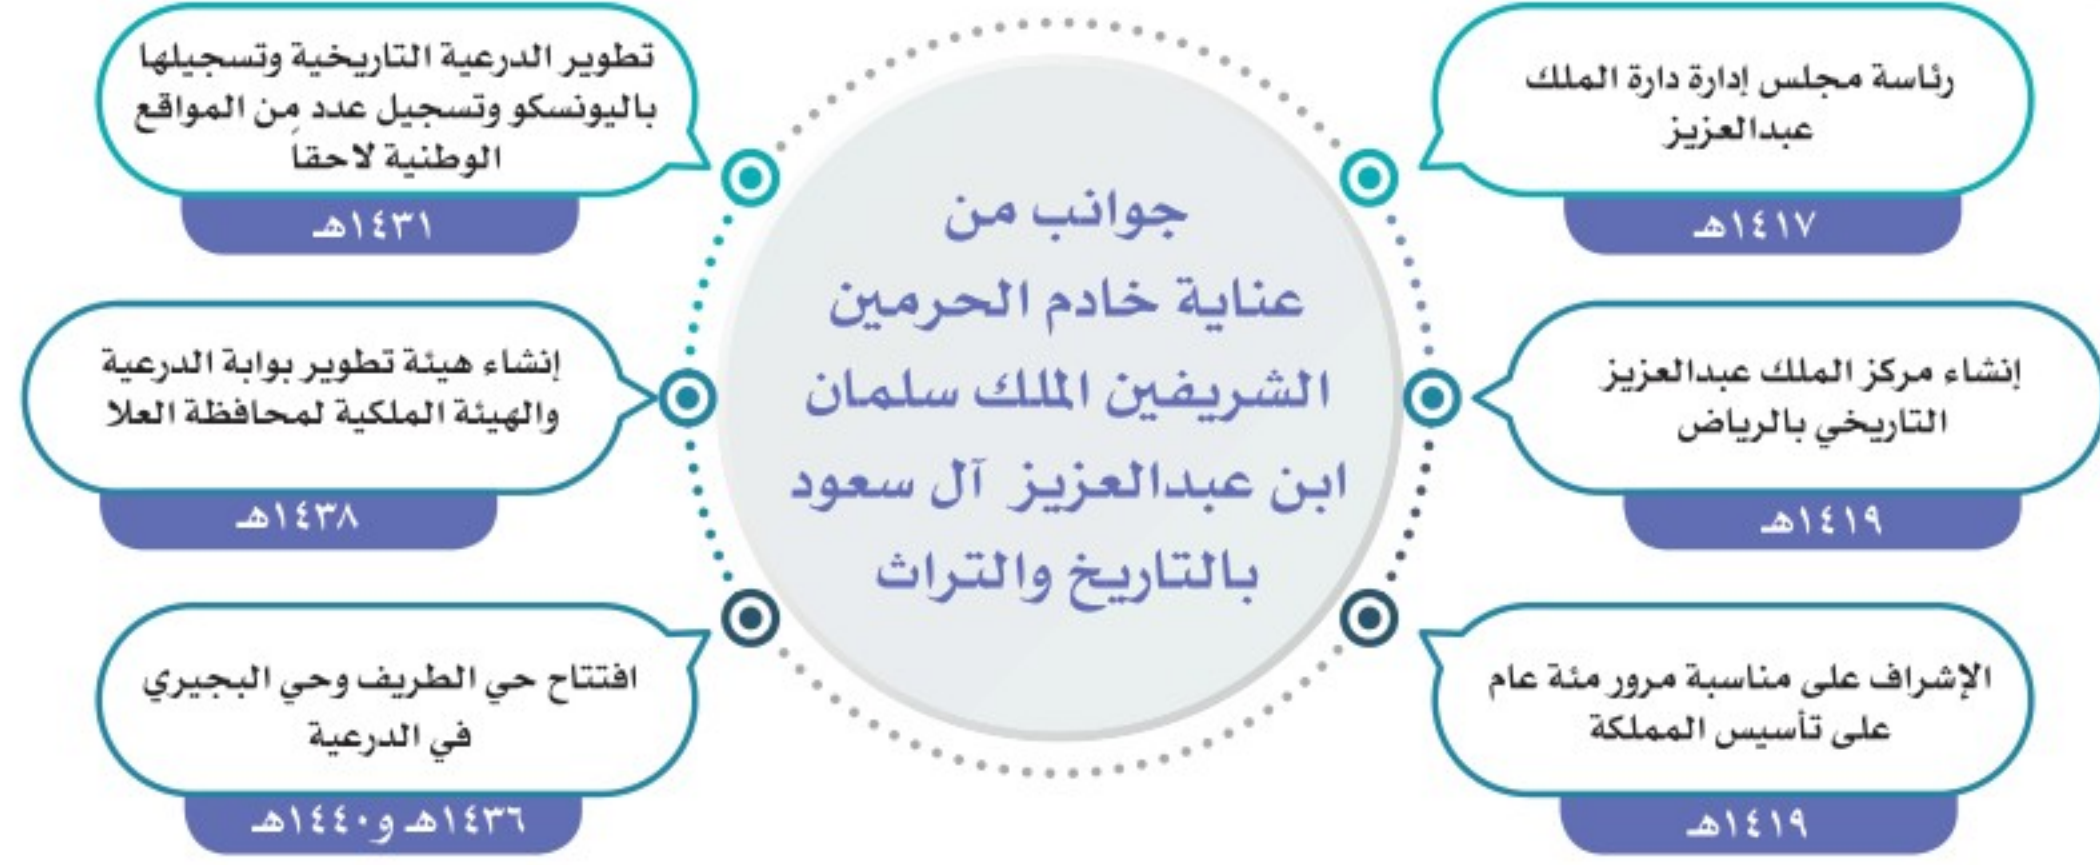 جوانب من
عناية خادم الحرمين
الشريفين الملك سلمان
ابن عبدالعزيز آل سعود
بالتاريخ والتراث
رئاسة مجلس إدارة دارة الملك
عبدالعزيز
١٤١٧هـ
إنشاء مركز الملك عبدالعزيز
التاريخي بالرياض
١٤١٩هـ
الإشراف على مناسبة مرور مئة عام
على تأسيس المملكة
١٤١٩هـ
تطوير الدرعية التاريخية وتسجيلها
باليونسكو وتسجيل عدد من المواقع
الوطنية لاحقاً
١٤٣١هـ
إنشاء هيئة تطوير بوابة الدرعية
والهيئة الملكية لمحافظة العلا
١٤٣٨هـ
افتتاح حي الطريف وحي البجيري
في الدرعية
١٤٣٦هـ و١٤٤٠هـ